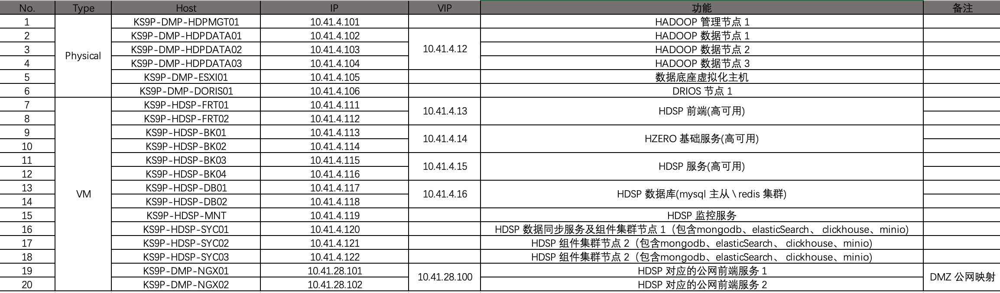 No. Type Host IP VIP 功能 备注
1 KS9P-DMP-HDPMGT01 10.41.4.101 HADOOP 管理节点 1
2 KS9P-DMP-HDPDATA01 10.41.4.102 HADOOP 数据节点 1
3 KS9P-DMP-HDPDATA02 10.41.4.103 10.41.4.12 HADOOP 数据节点 2
Physical
4 KS9P-DMP-HDPDATA03 10.41.4.104 HADOOP 数据节点 3
5 KS9P-DMP-ESXI01 10.41.4.105 数据底座虚拟化主机
6 KS9P-DMP-DORIS01 10.41.4.106 DRIOS 节点 1
7 KS9P-HDSP-FRT01 10.41.4.111
10.41.4.13 HDSP 前端(高可用)
8 KS9P-HDSP-FRT02 10.41.4.112
9 KS9P-HDSP-BK01 10.41.4.113
10.41.4.14 HZERO 基础服务(高可用)
10 KS9P-HDSP-BK02 10.41.4.114
11 KS9P-HDSP-BK03 10.41.4.115
10.41.4.15 HDSP 服务(高可用)
12 KS9P-HDSP-BK04 10.41.4.116
13 KS9P-HDSP-DB01 10.41.4.117
VM 10.41.4.16 HDSP 数据库(mysql 主从 \ redis 集群)
14 KS9P-HDSP-DB02 10.41.4.118
15 KS9P-HDSP-MNT 10.41.4.119 HDSP 监控服务
16 KS9P-HDSP-SYC01 10.41.4.120 HDSP 数据同步服务及组件集群节点 1（包含mongodb、elasticSearch、 clickhouse、minio)
17 KS9P-HDSP-SYC02 10.41.4.121 HDSP 组件集群节点 2（包含mongodb、elasticSearch、 clickhouse、minio)
18 KS9P-HDSP-SYC03 10.41.4.122 HDSP 组件集群节点 2（包含mongodb、elasticSearch、 clickhouse、minio)
19 KS9P-DMP-NGX01 10.41.28.101 HDSP 对应的公网前端服务 1
10.41.28.100 DMZ 公网映射
20 KS9P-DMP-NGX02 10.41.28.102 HDSP 对应的公网前端服务 2